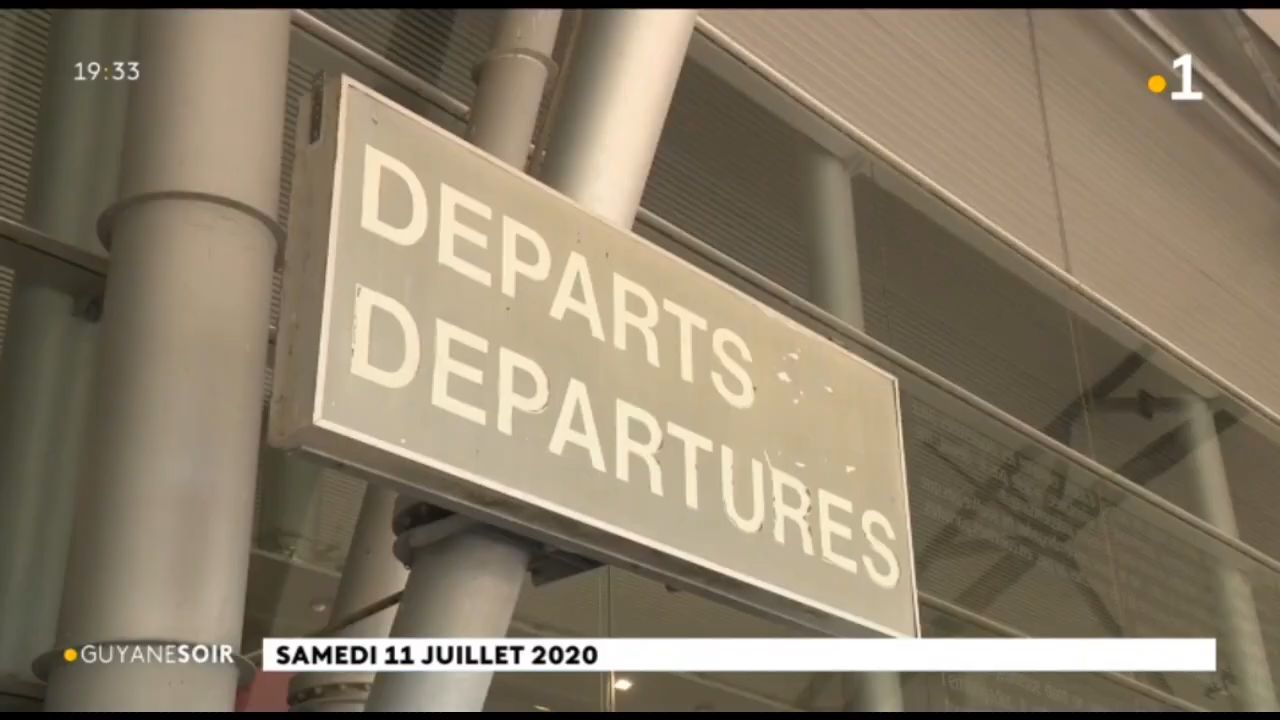 19:33
1
DEPARTS
DEPARTURES
GUYANESOIR
SAMEDI 11 JUILLET 2020